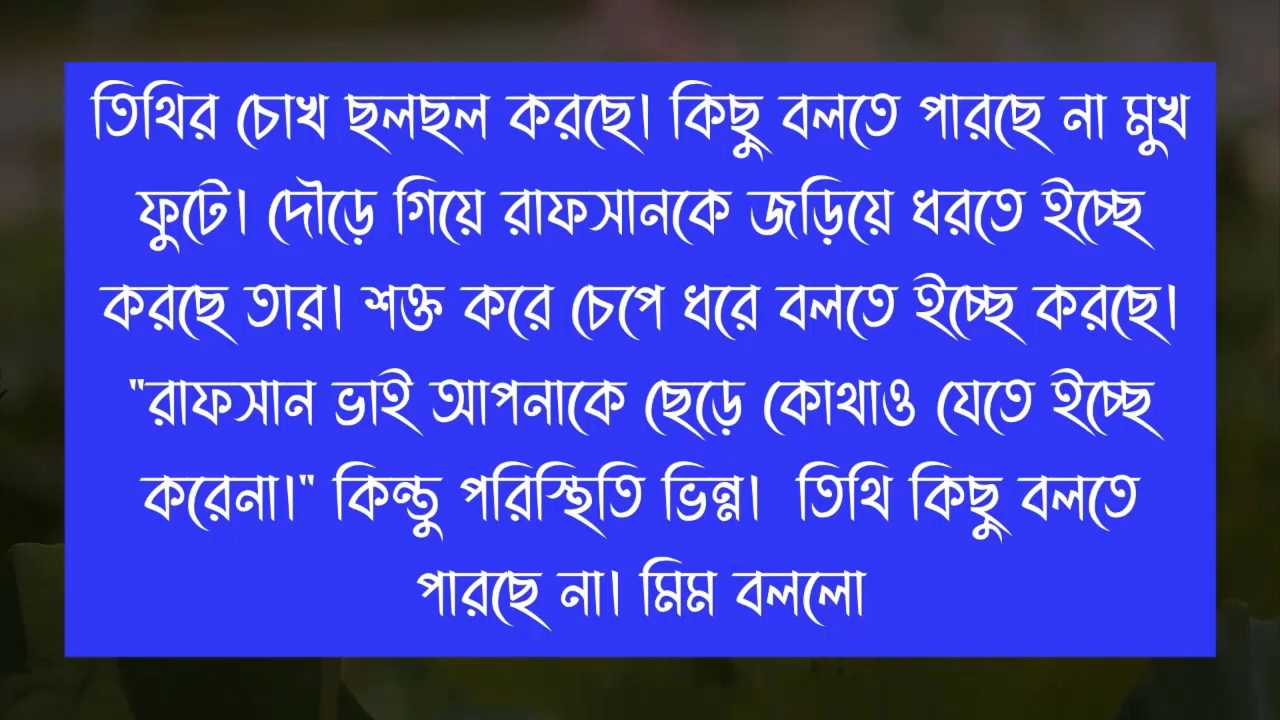 তিথির চোখ ছলছল করছে। কিছু বলতে পারছে না মুখ
ফুটে। দৌড়ে গিয়ে রাফসানকে জড়িয়ে ধরতে ইচ্ছে
করছে তার। শক্ত করে চেপে ধরে বলতে ইচ্ছে করছে।
"রাফসান ভাই আপনাকে ছেড়ে কোথাও যেতে ইচ্ছে
করেনা।" কিন্তু পরিস্থিতি ভিন্ন।  তিথি কিছু বলতে
পারছে না। মিম বললো